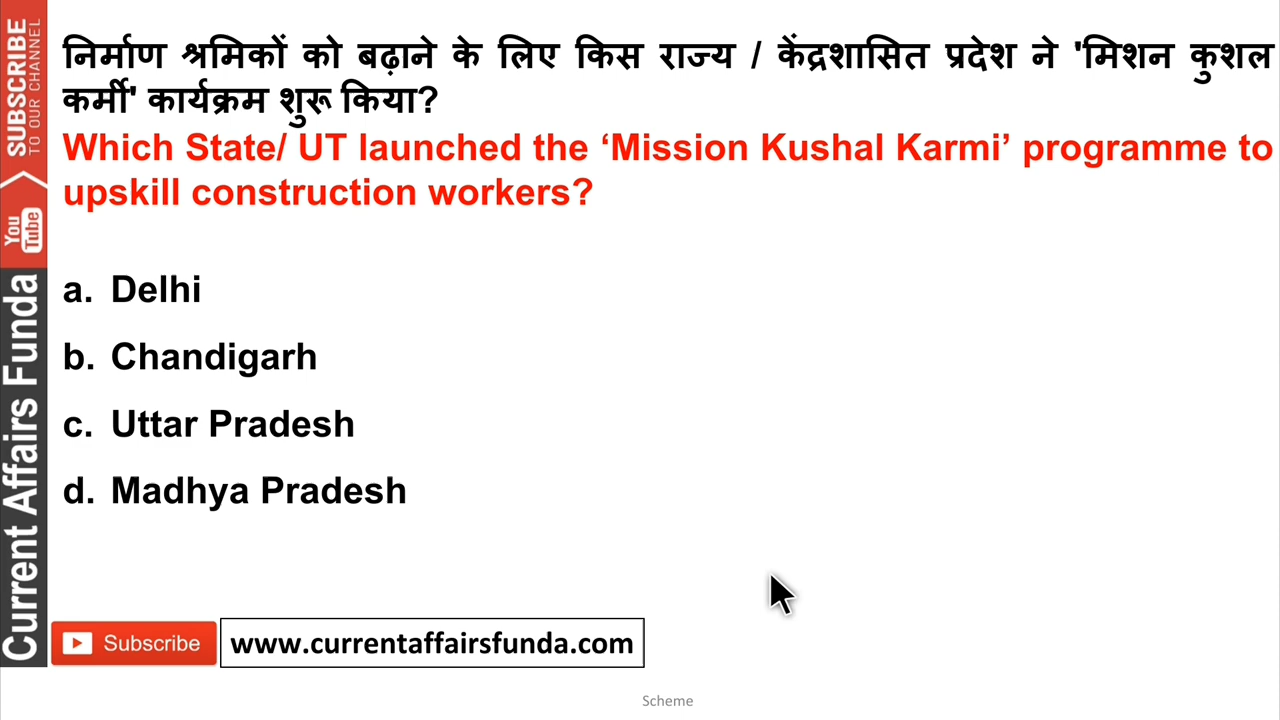 निर्माण श्रमिकों को बढ़ाने के लिए किस राज्य / केंद्रशासित प्रदेश ने 'मिशन कुशल
कर्मी' कार्यक्रम शुरू किया?
Which State/ UT launched the ‘Mission Kushal Karmi’ programme to
upskill construction workers?
a. Delhi
b. Chandigarh
c. Uttar Pradesh
d. Madhya Pradesh
SUBSCRIBE
TO OUR CHANNEL
You
Tube
Current Affairs Funda
Subscribe
www.currentaffairsfunda.com
Scheme